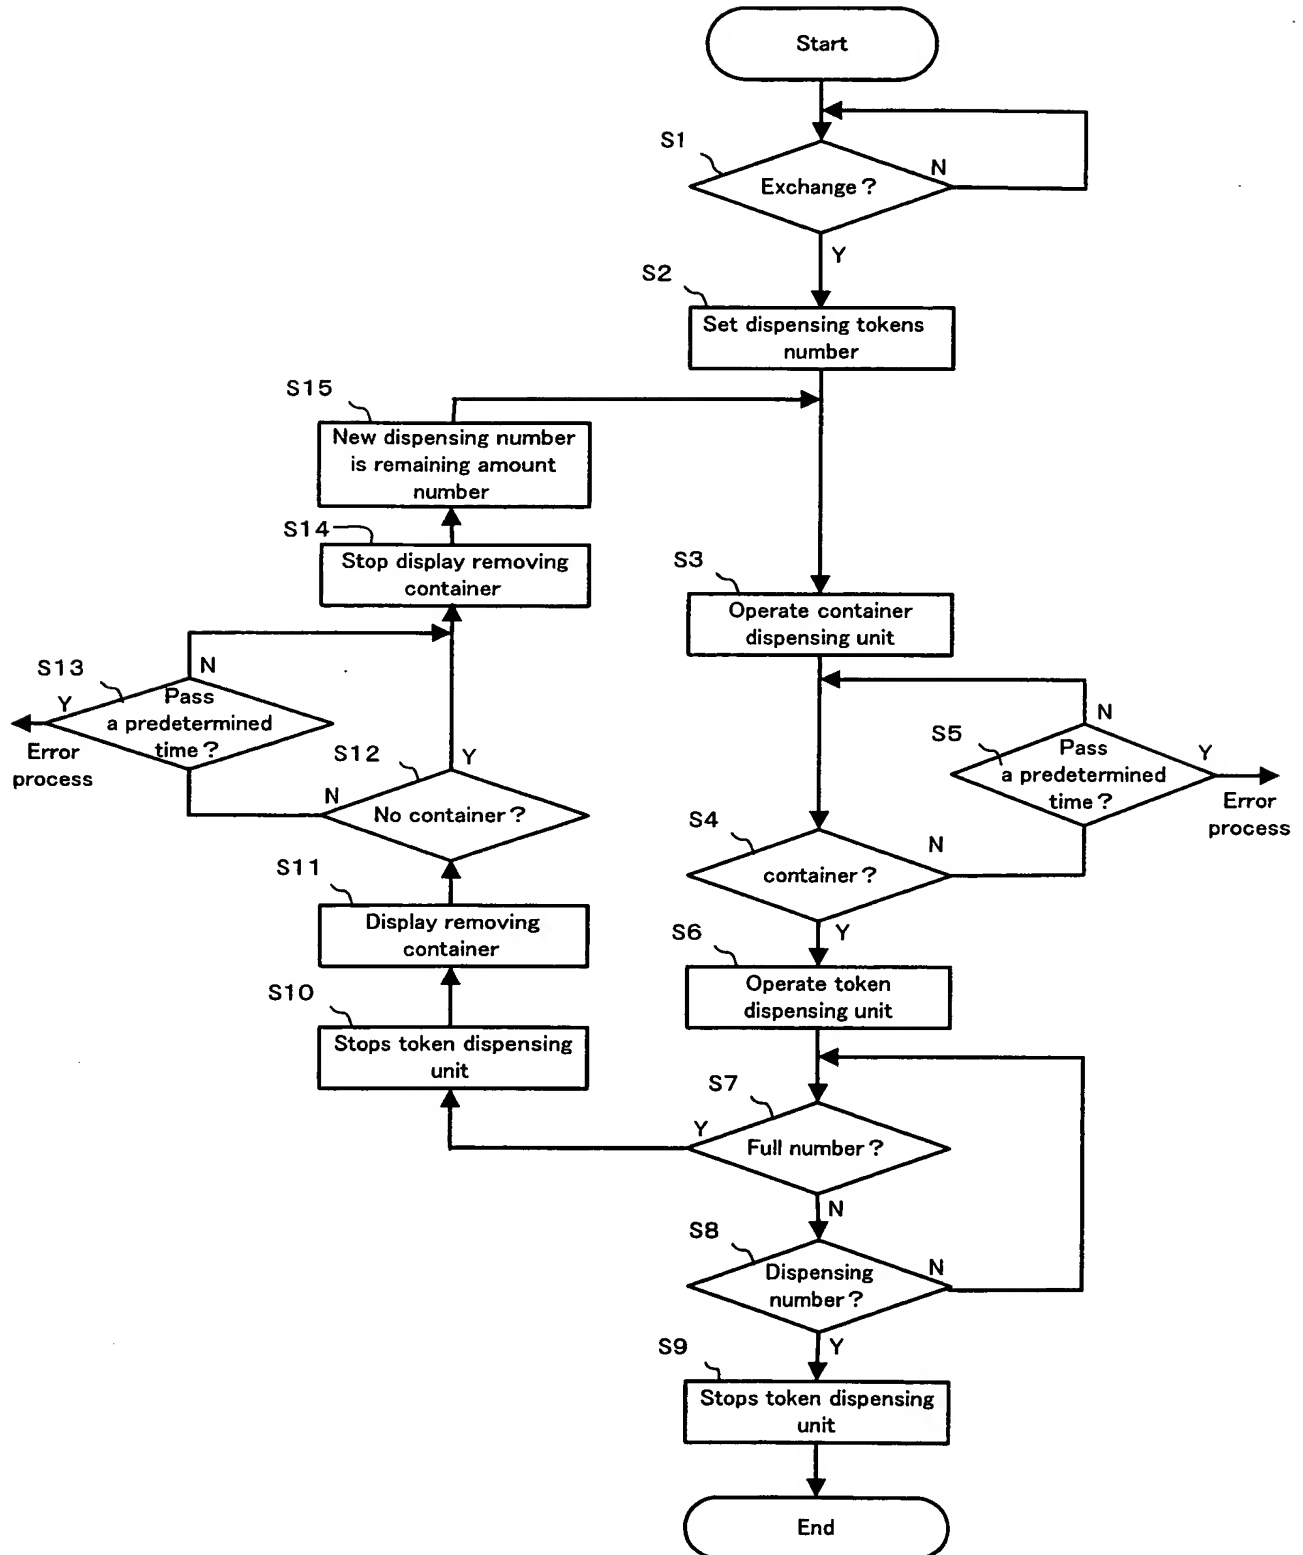 Start
S1
Exchange?
N
Y
S2
Set dispensing tokens
number
S15
New dispensing number
is remaining amount
number
S14
Stop display removing
container
S3
Operate container
dispensing unit
S13
N
Y
Pass
a predetermined
time?
Error
process
S12
Y
N
No container?
N
S5
Pass
a predetermined
time?
Y
Error
process
S4
N
container?
Y
S11
Display removing
container
S6
Operate token
dispensing unit
S10
Stops token dispensing
unit
S7
Y
Full number?
N
S8
Dispensing
number?
N
Y
S9
Stops token dispensing
unit
End